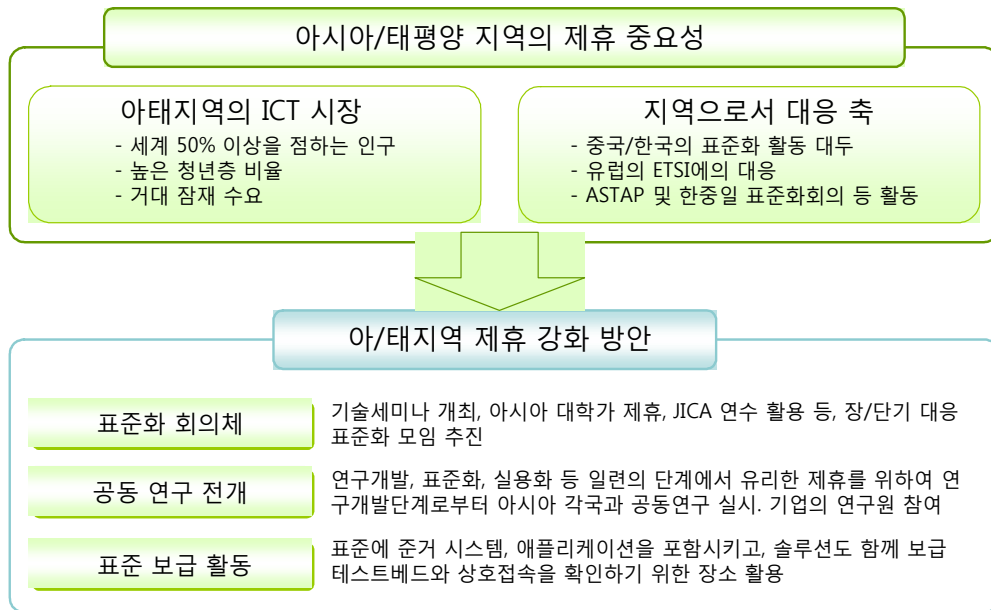 아시아/태평양 지역의 제휴 중요성
아태지역의 ICT 시장
- 세계 50% 이상을 점하는 인구
- 높은 청년층 비율
- 거대 잠재 수요
지역으로서 대응 축
- 중국/한국의 표준화 활동 대두
- 유럽의 ETSI에의 대응
- ASTAP 및 한중일 표준화회의 등 활동
아/태지역 제휴 강화 방안
표준화 회의체
기술세미나 개최, 아시아 대학가 제휴, JICA 연수 활용 등, 장/단기 대응
표준화 모임 추진
공동 연구 전개
연구개발, 표준화, 실용화 등 일련의 단계에서 유리한 제휴를 위하여 연
구개발단계로부터 아시아 각국과 공동연구 실시. 기업의 연구원 참여
표준 보급 활동
표준에 준거 시스템, 애플리케이션을 포함시키고, 솔루션도 함께 보급
테스트베드와 상호접속을 확인하기 위한 장소 활용